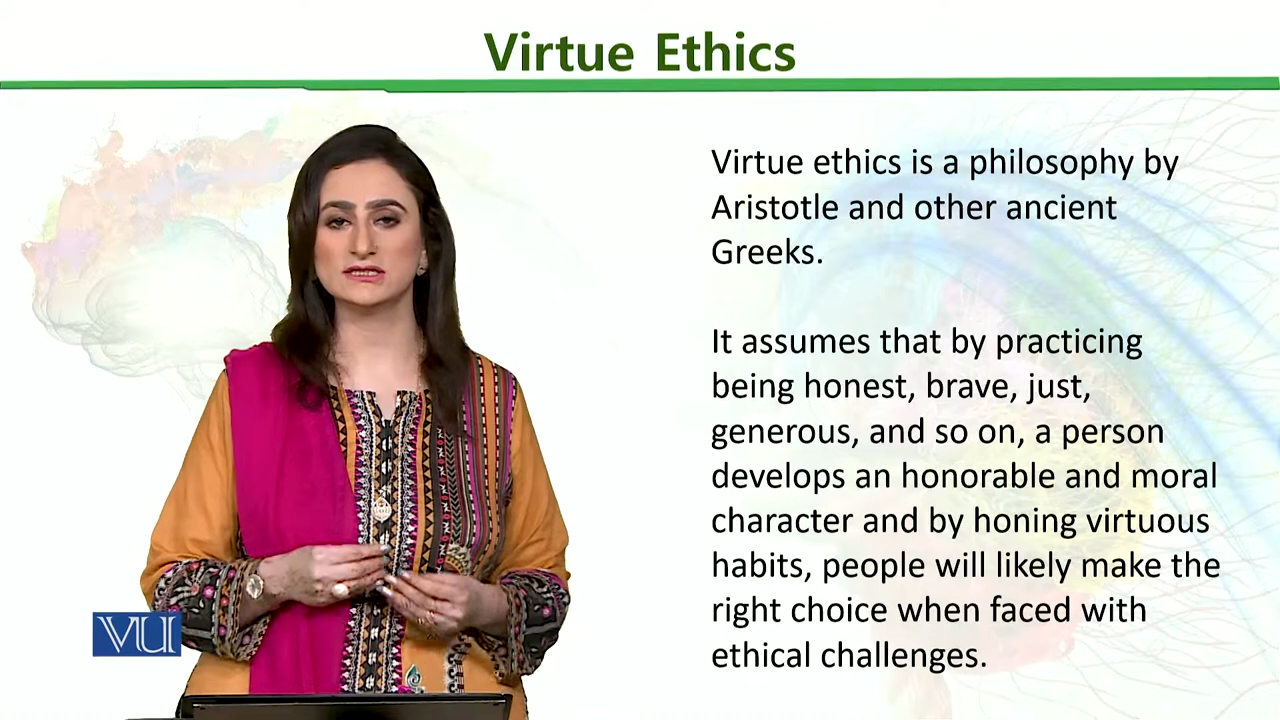 Virtue Ethics
Virtue ethics is a philosophy by
Aristotle and other ancient
Greeks.
It assumes that by practicing
being honest, brave, just,
generous, and so on, a person
develops an honorable and moral
character and by honing virtuous
habits, people will likely make the
right choice when faced with
ethical challenges.
VU